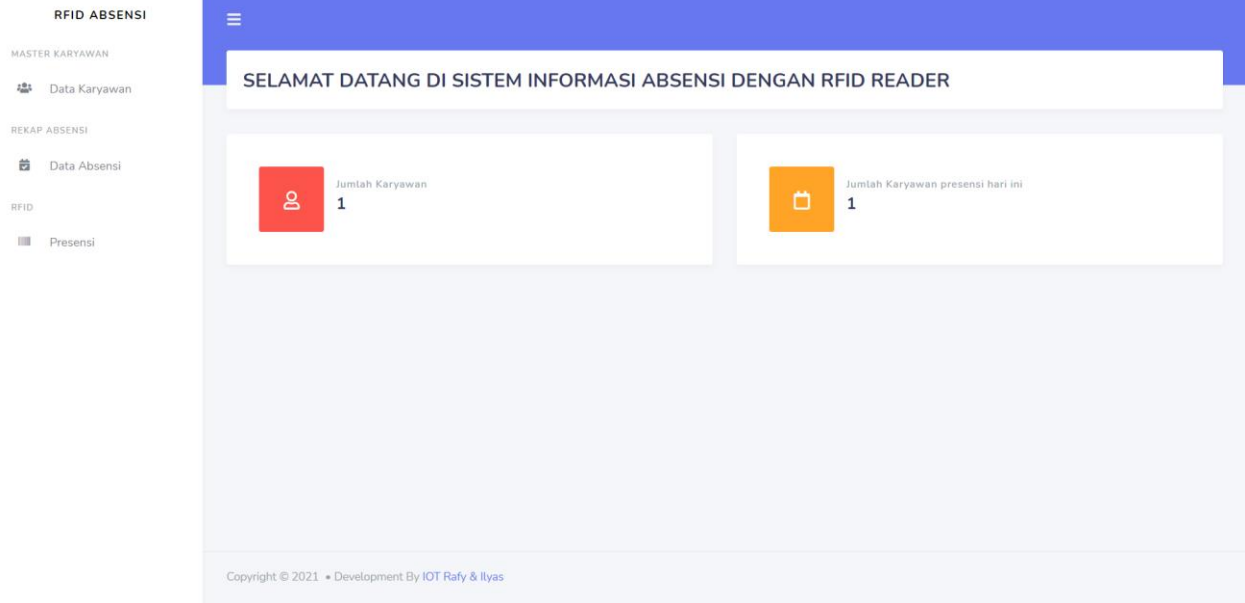 RFID ABSENSI
MASTER KARYAWAN
Data Karyawan
REKAP ABSENSI
Data Absensi
RFID
Presensi
SELAMAT DATANG DI SISTEM INFORMASI ABSENSI DENGAN RFID READER
Jumlah Karyawan
1
Jumlah Karyawan presensi hari ini
1
Copyright © 2021 • Development By IOT Rafy & Ilyas